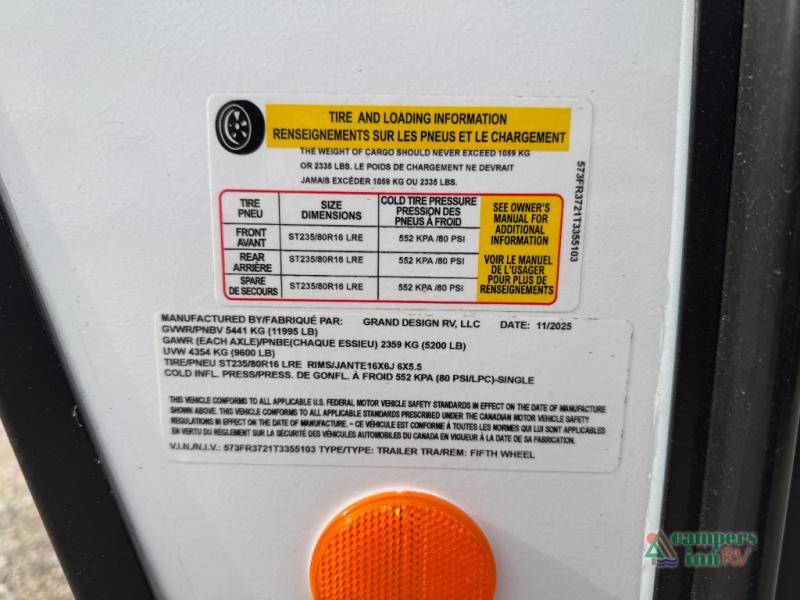 TIRE AND LOADING INFORMATION
RENSEIGNEMENTS SUR LES PNEUS ET LE CHARGEMENT
THE WEIGHT OF CARGO SHOULD NEVER EXCEED 1059 KG
OR 2335 LBS. LE POIDS DE CHARGEMENT NE DEVRAIT
JAMAIS EXCÉDER 1059 KG OU 2335 LBS.
TIRE
PNEU
SIZE
DIMENSIONS
COLD TIRE PRESSURE
PRESSION DES
PNEUS À FROID
FRONT
AVANT
ST235/80R16 LRE
552 KPA /80 PSI
REAR
ARRIÈRE
ST235/80R16 LRE
552 KPA /80 PSI
SPARE
DE SECOURS
ST235/80R16 LRE
552 KPA /80 PSI
SEE OWNER'S
MANUAL FOR
ADDITIONAL
INFORMATION
VOIR LE MANUEL
DE L'USAGER
POUR PLUS DE
RENSEIGNEMENTS
573FR3721T3355103
MANUFACTURED BY/FABRIQUÉ PAR: GRAND DESIGN RV, LLC DATE: 11/2025
GVWR/PNBV 5441 KG (11995 LB)
GAWR (EACH AXLE)/PNBE(CHAQUE ESSIEU) 2359 KG (5200 LB)
UVW 4354 KG (9600 LB)
TIRE/PNEU ST235/80R16 LRE RIMS/JANTE16X6J 6X5.5
COLD INFL. PRESS/PRESS. DE GONFL. À FROID 552 KPA (80 PSI/LPC)-SINGLE
THIS VEHICLE CONFORMS TO ALL APPLICABLE U.S. FEDERAL MOTOR VEHICLE SAFETY STANDARDS IN EFFECT ON THE DATE OF MANUFACTURE
SHOWN ABOVE. THIS VEHICLE CONFORMS TO ALL APPLICABLE STANDARDS PRESCRIBED UNDER THE CANADIAN MOTOR VEHICLE SAFETY
REGULATIONS IN EFFECT ON THE DATE OF MANUFACTURE. - CE VÉHICULE EST CONFORME À TOUTES LES NORMES QUI LUI SONT APPLICABLES
EN VERTU DU RÈGLEMENT SUR LA SÉCURITÉ DES VÉHICULES AUTOMOBILES DU CANADA EN VIGUEUR À LA DATE DE SA FABRICATION.
V.I.N./N.I.V.: 573FR3721T3355103 TYPE/TYPE: TRAILER TRA/REM: FIFTH WHEEL
campers
inn RV